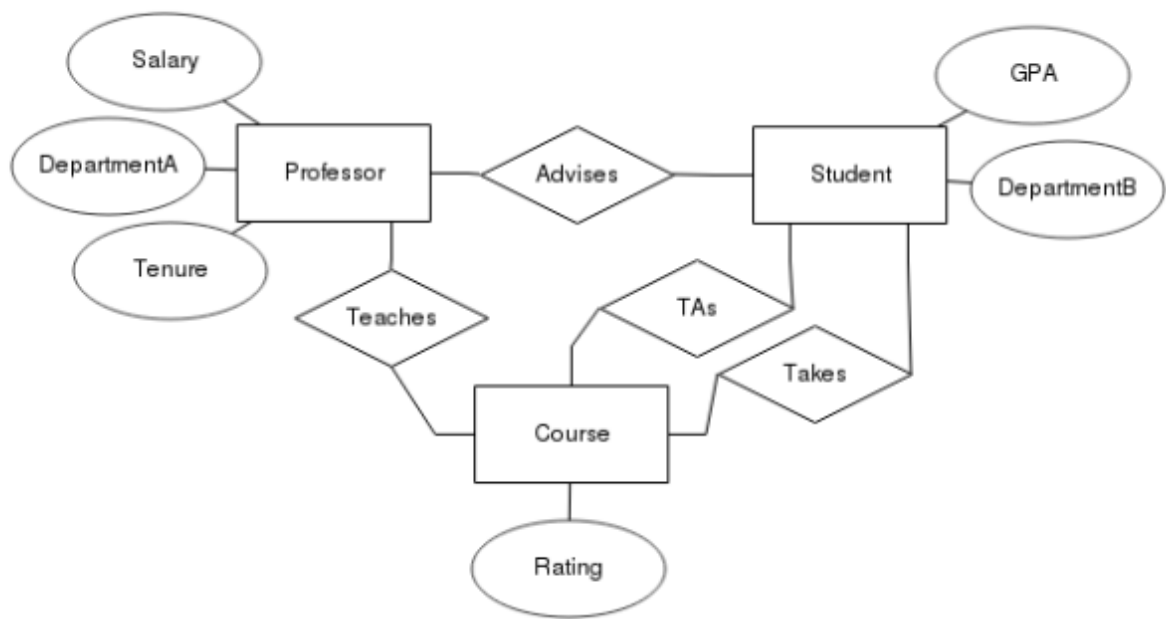 Salary
GPA
DepartmentA
Professor
Advises
Student
DepartmentB
Tenure
Teaches
TAs
Takes
Course
Rating